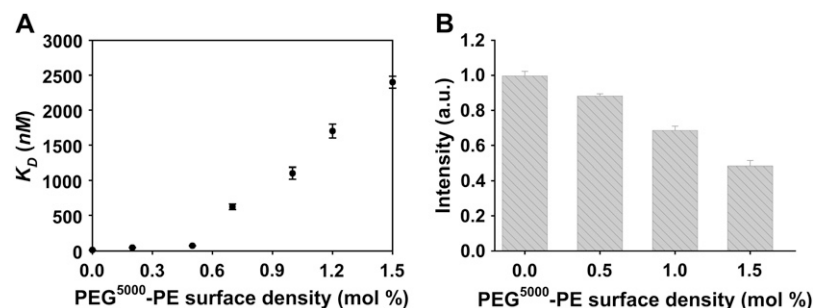 A
3000
2500
2000
1500
1000
500
0
K_D (nM)
0.0 0.3 0.6 0.9 1.2 1.5
PEG⁵⁰⁰⁰-PE surface density (mol %)
B
1.2
1.0
0.8
0.6
0.4
0.2
0.0
Intensity (a.u.)
0.0 0.5 1.0 1.5
PEG⁵⁰⁰⁰-PE surface density (mol %)